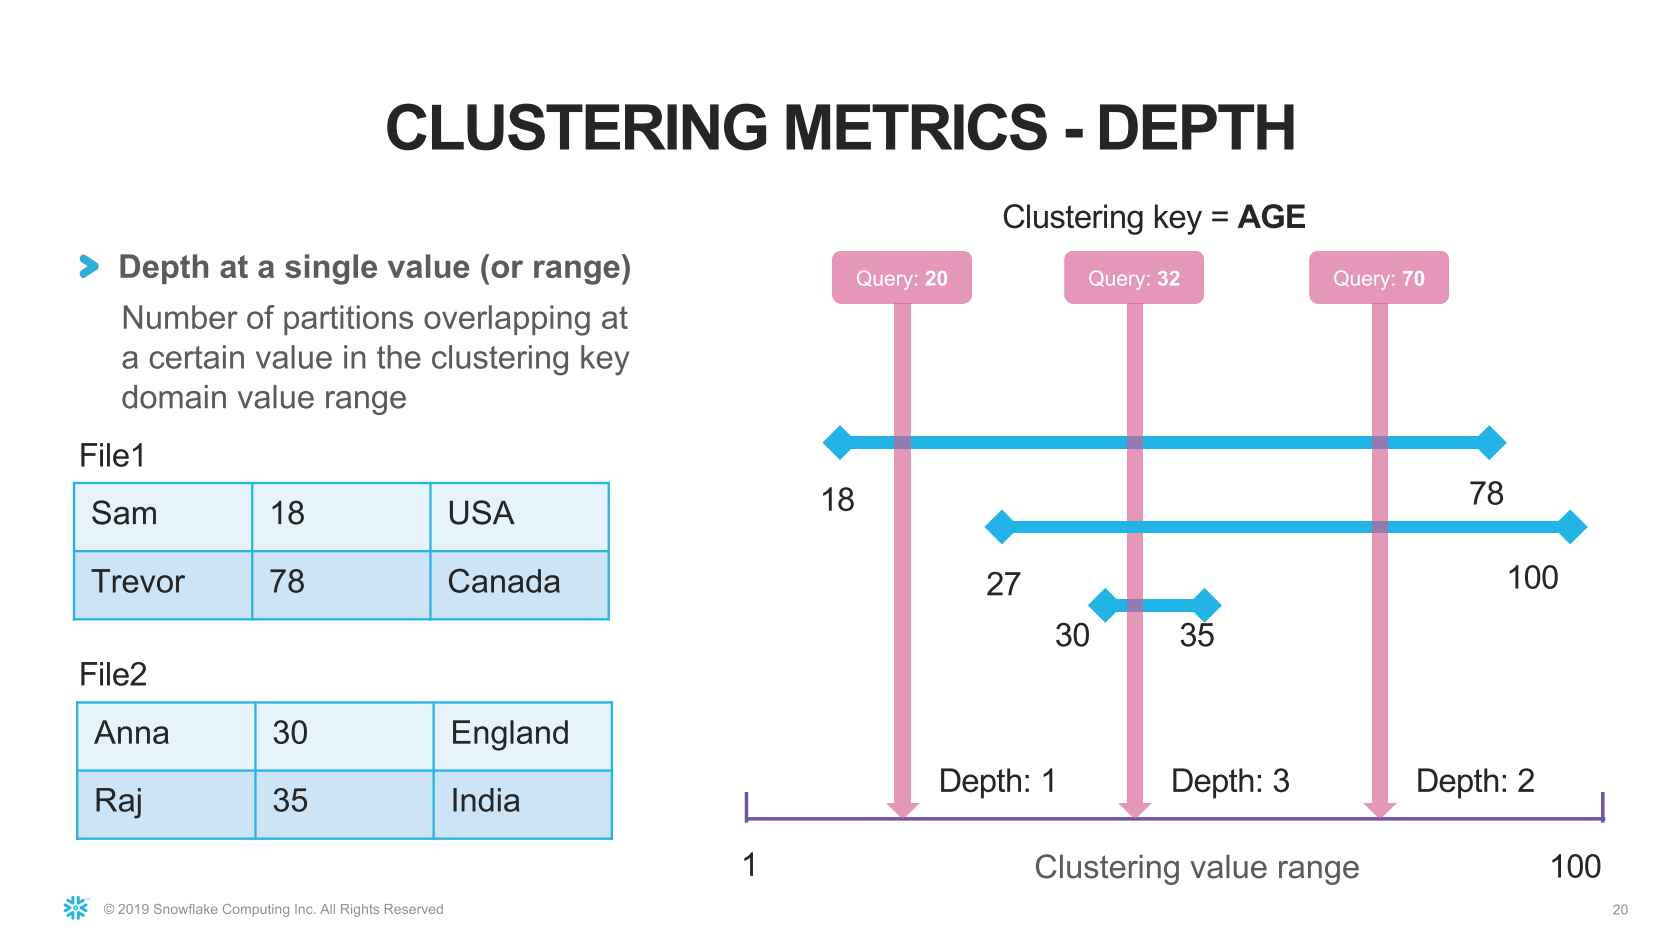 CLUSTERING METRICS - DEPTH
Depth at a single value (or range)
Number of partitions overlapping at
a certain value in the clustering key
domain value range
File1
Sam 18 USA
Trevor 78 Canada
File2
Anna 30 England
Raj 35 India
Clustering key = AGE
Query: 20 Query: 32 Query: 70
18 78
27 100
30 35
Depth: 1 Depth: 3 Depth: 2
1 Clustering value range 100
© 2019 Snowflake Computing Inc. All Rights Reserved
20